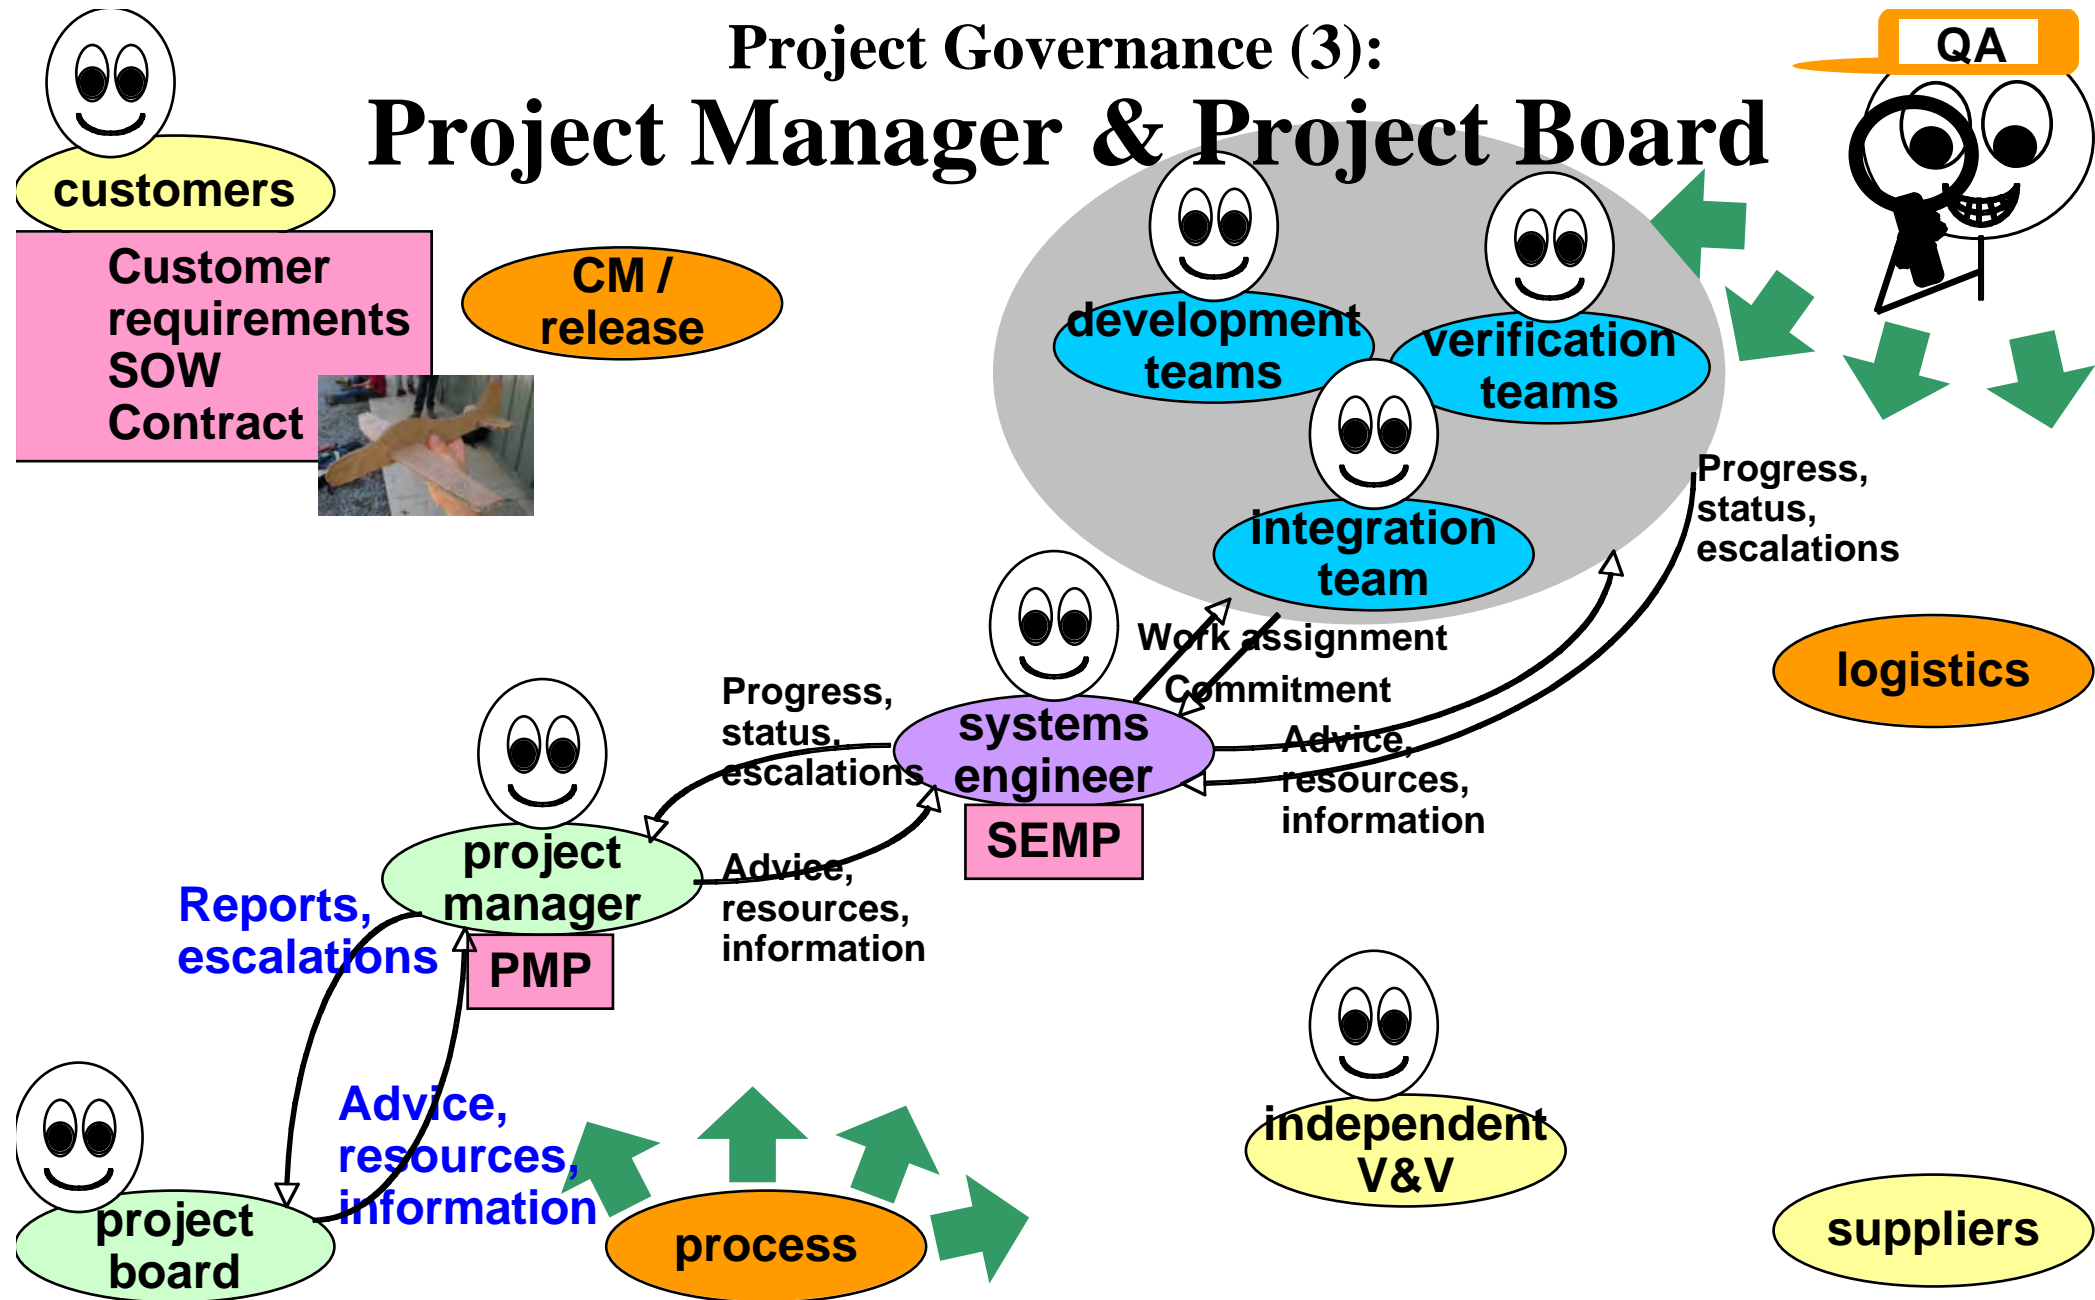 Project Governance (3):
Project Manager & Project Board
QA
customers
Customer
requirements
SOW
Contract
CM /
release
development
teams
verification
teams
integration
team
Progress,
status,
escalations
Work assignment
Commitment
logistics
Progress,
status,
escalations
systems
engineer
SEMP
Advice,
resources,
information
project
manager
PMP
Advice,
resources,
information
Reports,
escalations
Advice,
resources,
information
project
board
process
independent
V&V
suppliers